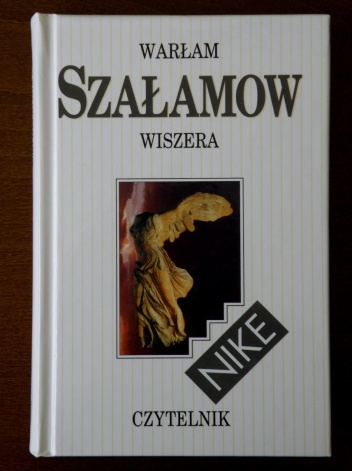 WARŁAM
SZAŁAMOW
WISZERA
NIKE
CZYTELNIK